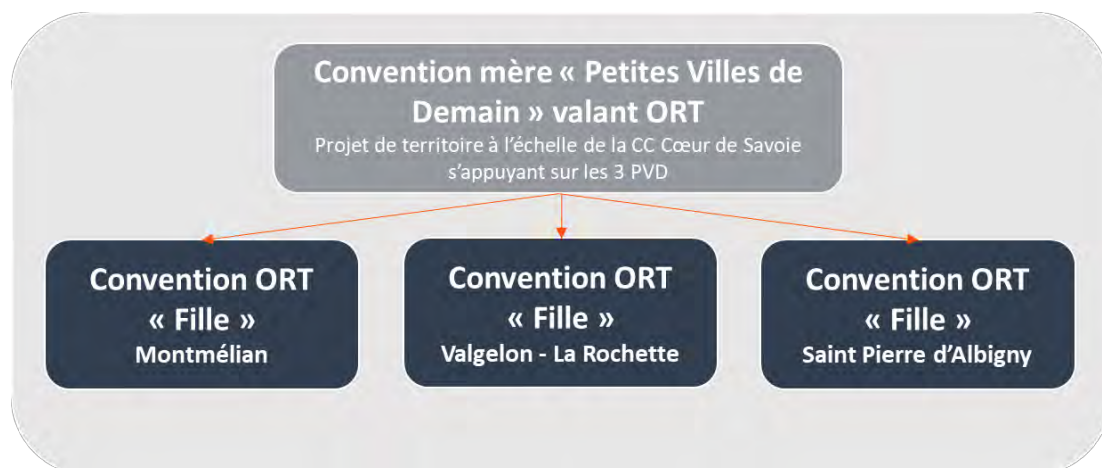 Convention mère « Petites Villes de
Demain » valant ORT
Projet de territoire à l'échelle de la CC Cœur de Savoie
s'appuyant sur les 3 PVD
Convention ORT
« Fille »
Montmélian
Convention ORT
« Fille »
Valgelon - La Rochette
Convention ORT
« Fille »
Saint Pierre d'Albigny